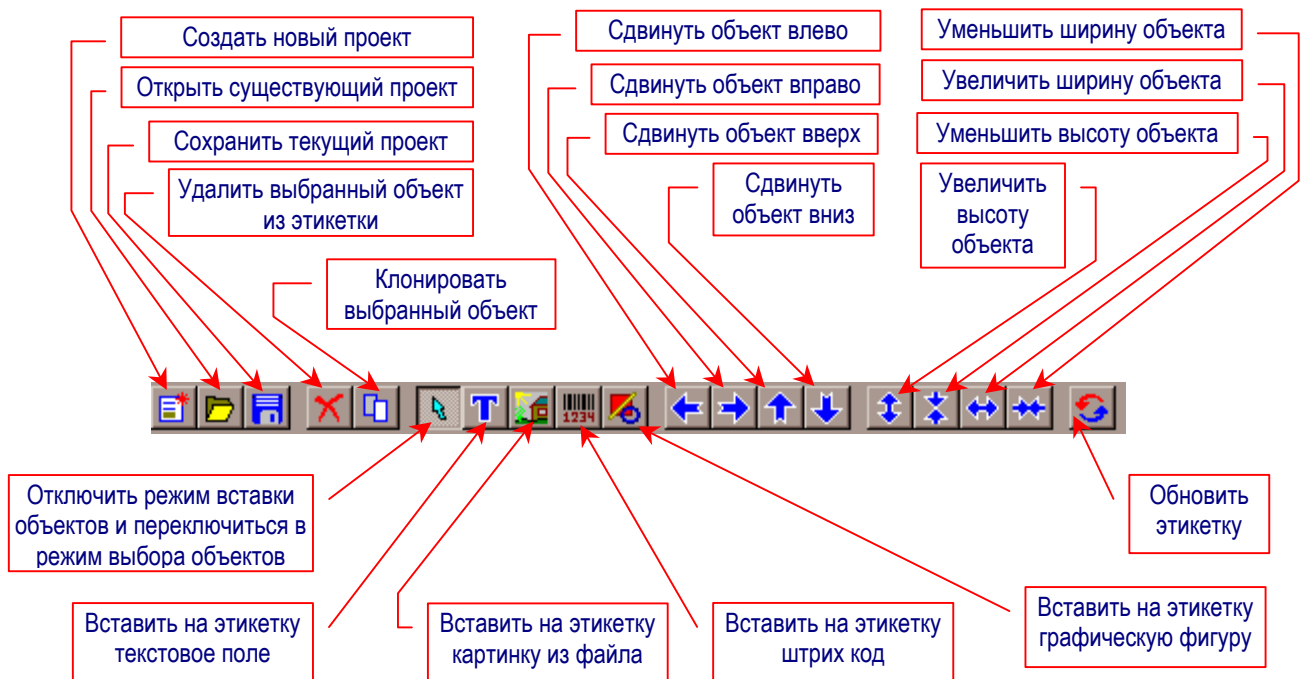 Создать новый проект
Открыть существующий проект
Сохранить текущий проект
Удалить выбранный объект
из этикетки
Клонировать
выбранный объект
Сдвинуть объект влево
Сдвинуть объект вправо
Сдвинуть объект вверх
Сдвинуть
объект вниз
Уменьшить ширину объекта
Увеличить ширину объекта
Уменьшить высоту объекта
Увеличить
высоту
объекта
T
1234
Отключить режим вставки
объектов и переключиться в
режим выбора объектов
Обновить
этикетку
Вставить на этикетку
текстовое поле
Вставить на этикетку
картинку из файла
Вставить на этикетку
штрих код
Вставить на этикетку
графическую фигуру